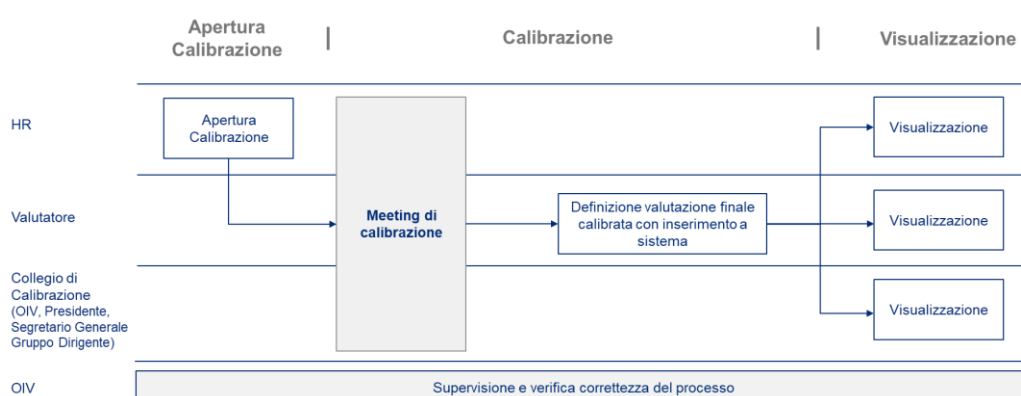 Apertura
Calibrazione
|
Calibrazione
|
Visualizzazione
HR
Apertura
Calibrazione
Visualizzazione
Valutatore
Meeting di
calibrazione
Definizione valutazione finale
calibrata con inserimento a
sistema
Visualizzazione
Collegio di
Calibrazione
(OIV, Presidente,
Segretario Generale
Gruppo Dirigente)
Visualizzazione
OIV
Supervisione e verifica correttezza del processo